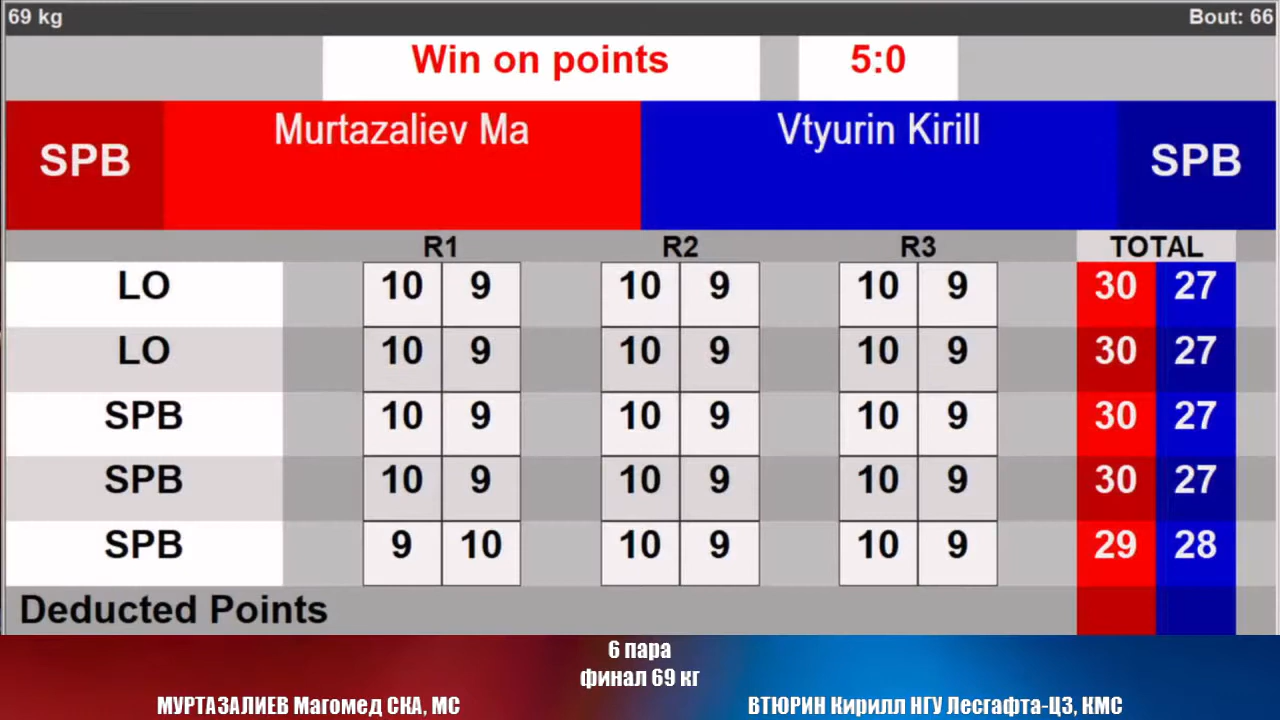 69 kg Bout: 66
Win on points 5:0
SPB Murtazaliev Ma Vtyurin Kirill SPB
R1 R2 R3 TOTAL
LO 10 9 10 9 10 9 30 27
LO 10 9 10 9 10 9 30 27
SPB 10 9 10 9 10 9 30 27
SPB 10 9 10 9 10 9 30 27
SPB 9 10 10 9 10 9 29 28
Deducted Points
6 пара
финал 69 кг
МУРТАЗАЛИЕВ Магомед СКА, МС ВТЮРИН Кирилл НГУ Лесгафта-ЦЗ, КМС